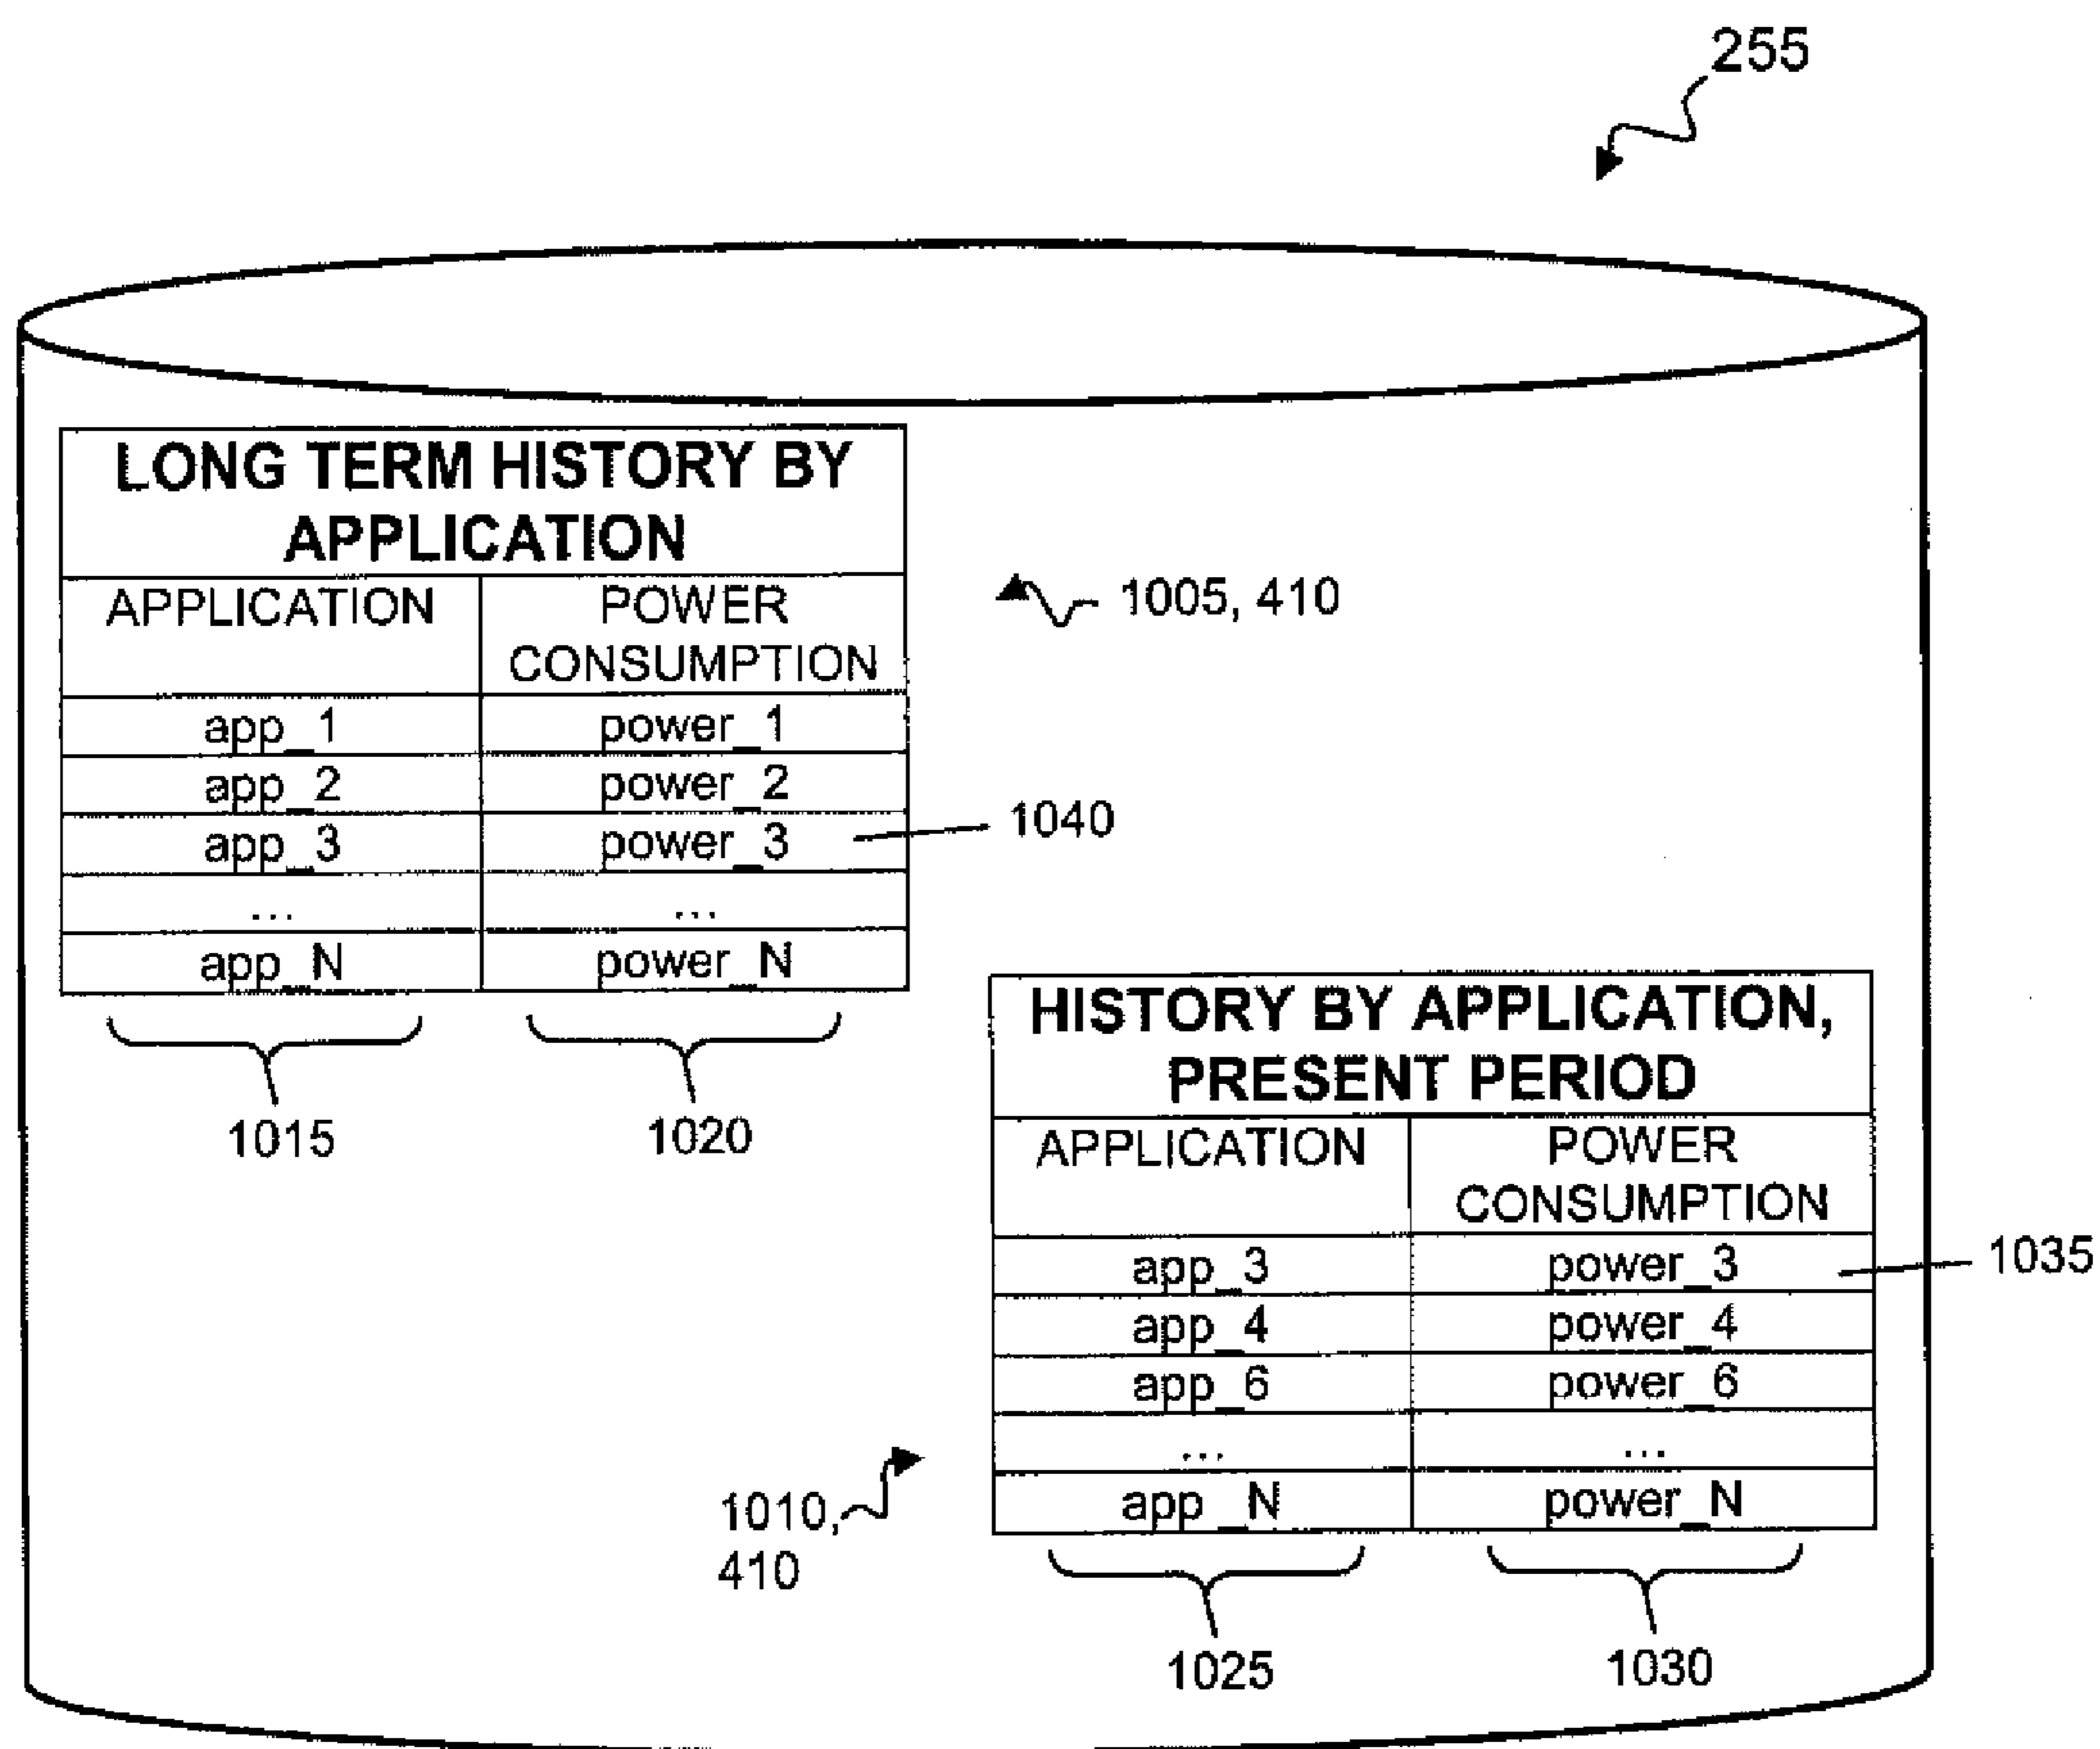 255
LONG TERM HISTORY BY
APPLICATION
APPLICATION POWER
CONSUMPTION
1005, 410
app_1 power_1
app_2 power_2
app_3 power_3
1040
... ...
app_N power_N
1015 1020
HISTORY BY APPLICATION,
PRESENT PERIOD
APPLICATION POWER
CONSUMPTION
app_3 power_3
1035
app_4 power_4
app_6 power_6
... ...
app_N power_N
1010,
410
1025 1030